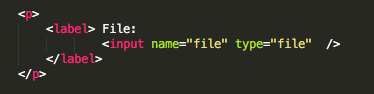 <p>
<label> File:
<input name="file" type="file"  />
</label>
</p>